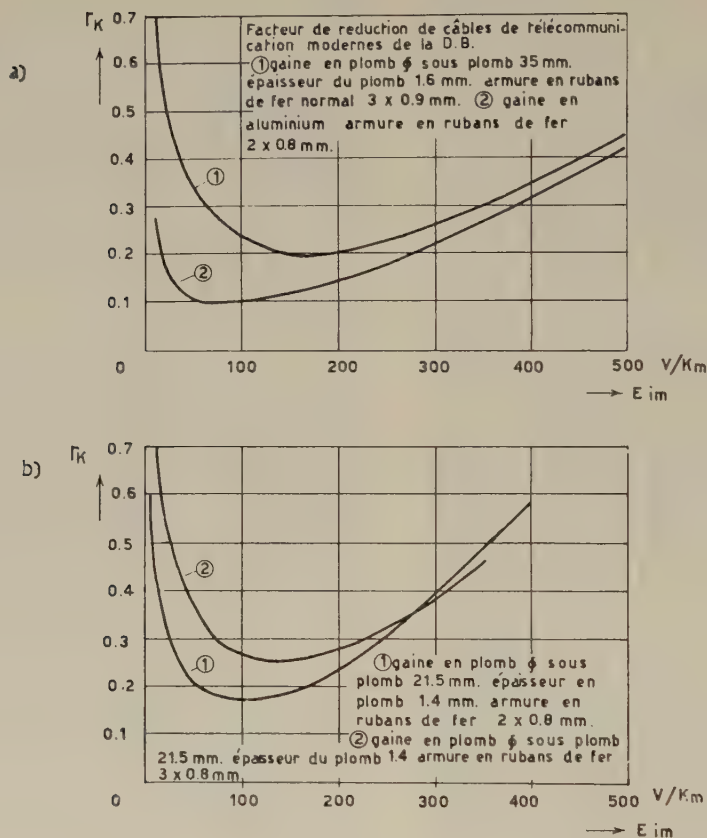 a)
rK
0.7
Facteur de reduction de câbles de télécommuni-
cation modernes de la D.B.
①gaine en plomb ϕ sous plomb 35 mm.
épaisseur du plomb 1.6 mm. armure en rubans
de fer normal 3 x 0.9 mm. ② gaine en
aluminium armure en rubans de fer
2 x 0.8 mm.
0.6
0.5
0.4
0.3
0.2
0.1
①
②
0 100 200 300 400 500 V/Km
E im
b)
rK
0.7
0.6
0.5
0.4
0.3
0.2
0.1
②
①
①gaine en plomb ϕ sous
plomb 21.5 mm. épaisseur en
plomb 1.4 mm. armure en
rubans de fer 2 x 0.8 mm.
②gaine en plomb ϕ sous plomb
21.5 mm. épasseur du plomb 1.4 armure en rubans de fer
3 x 0.8 mm.
0 100 200 300 400 500 V/Km
E im